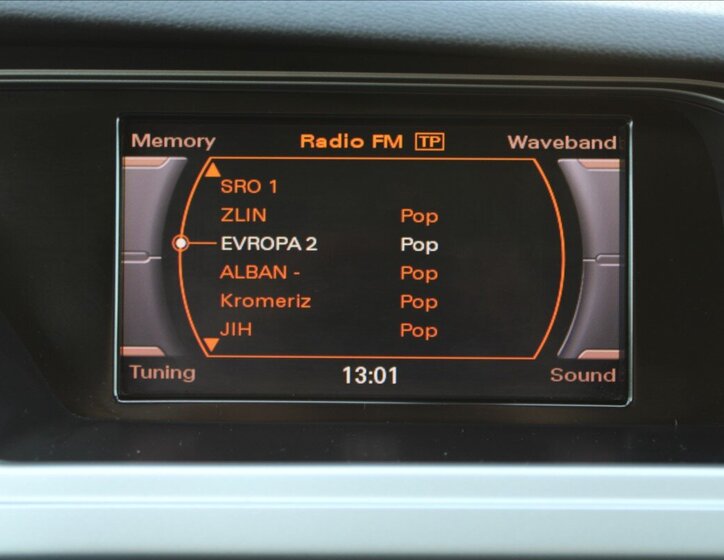 Memory Radio FM TP Waveband
SRO 1
ZLIN Pop
EVROPA 2 Pop
ALBAN - Pop
Kromeriz Pop
JIH Pop
Tuning 13:01 Sound